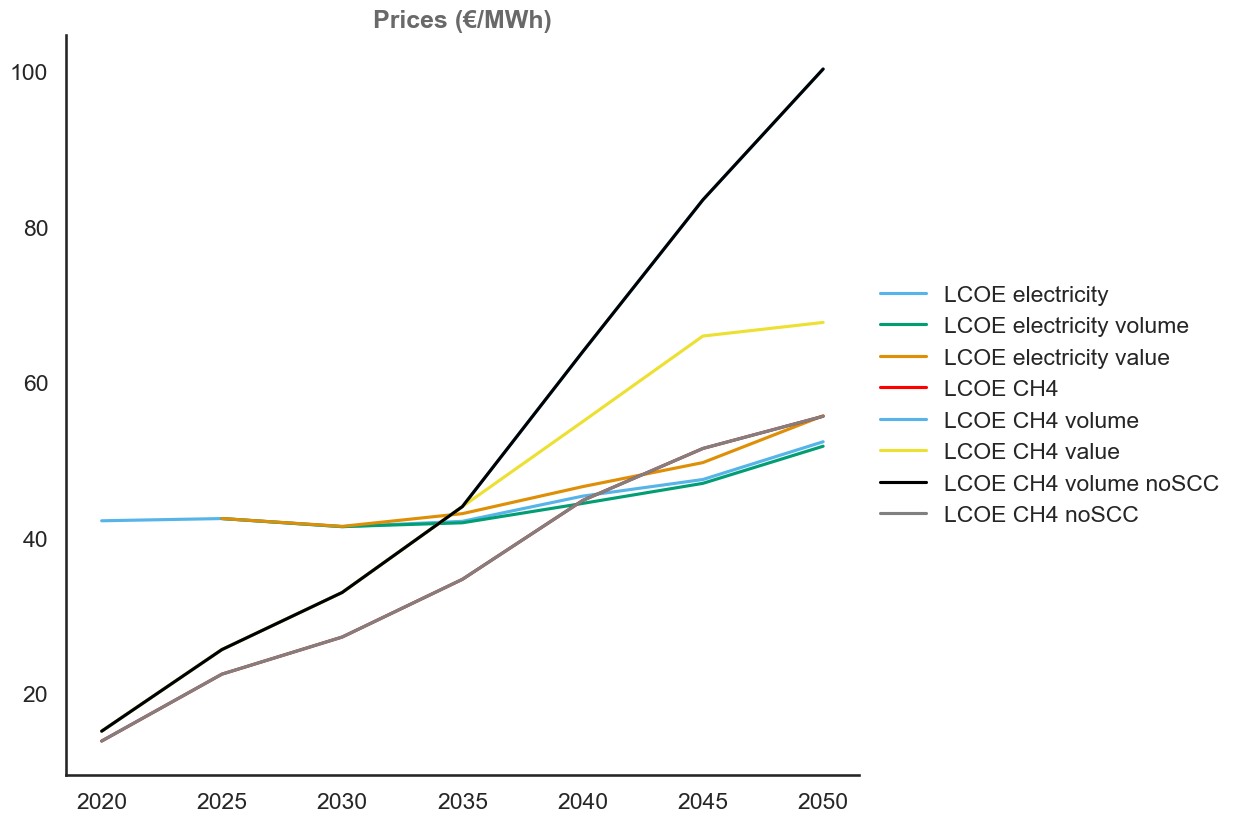 Prices (€/MWh)
100
80
60
40
20
2020 2025 2030 2035 2040 2045 2050
LCOE electricity
LCOE electricity volume
LCOE electricity value
LCOE CH4
LCOE CH4 volume
LCOE CH4 value
LCOE CH4 volume noSCC
LCOE CH4 noSCC